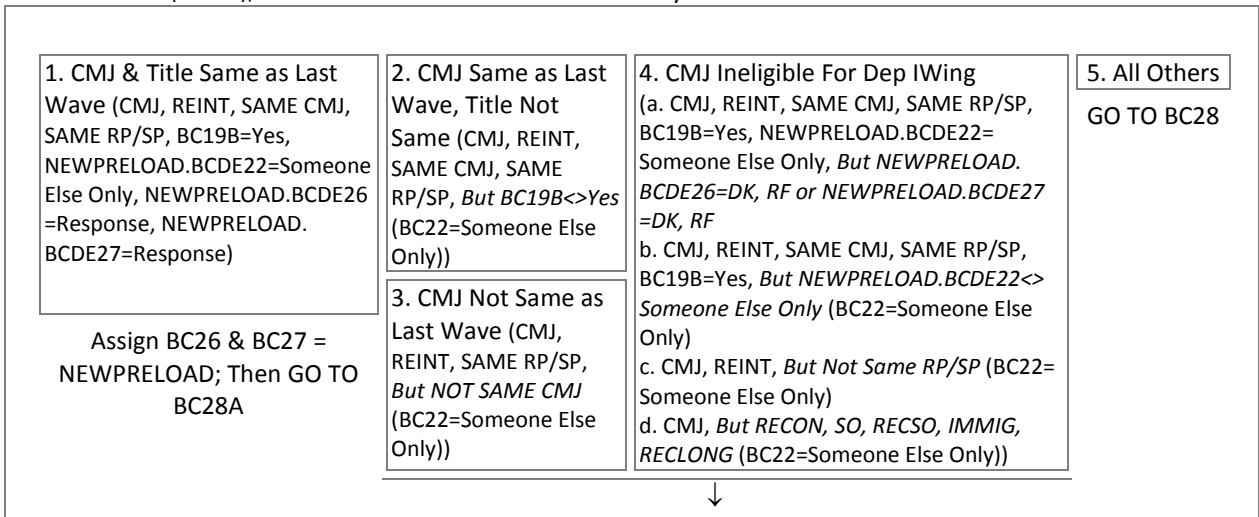 1. CMJ & Title Same as Last
Wave (CMJ, REINT, SAME CMJ,
SAME RP/SP, BC19B=Yes,
NEWPRELOAD.BCDE22=Someone
Else Only, NEWPRELOAD.BCDE26
=Response, NEWPRELOAD.
BCDE27=Response)
Assign BC26 & BC27 =
NEWPRELOAD; Then GO TO
BC28A
2. CMJ Same as Last
Wave, Title Not
Same (CMJ, REINT,
SAME CMJ, SAME
RP/SP, But BC19B<>Yes
(BC22=Someone Else
Only))
3. CMJ Not Same as
Last Wave (CMJ,
REINT, SAME RP/SP,
But NOT SAME CMJ
(BC22=Someone Else
Only))
4. CMJ Ineligible For Dep IWing
(a. CMJ, REINT, SAME CMJ, SAME RP/SP,
BC19B=Yes, NEWPRELOAD.BCDE22=
Someone Else Only, But NEWPRELOAD.
BCDE26=DK, RF or NEWPRELOAD.BCDE27
=DK, RF
b. CMJ, REINT, SAME CMJ, SAME RP/SP,
BC19B=Yes, But NEWPRELOAD.BCDE22<>
Someone Else Only (BC22=Someone Else
Only)
c. CMJ, REINT, But Not Same RP/SP (BC22=
Someone Else Only)
d. CMJ, But RECON, SO, RECSO, IMMIG,
RECLONG (BC22=Someone Else Only))
5. All Others
GO TO BC28
↓